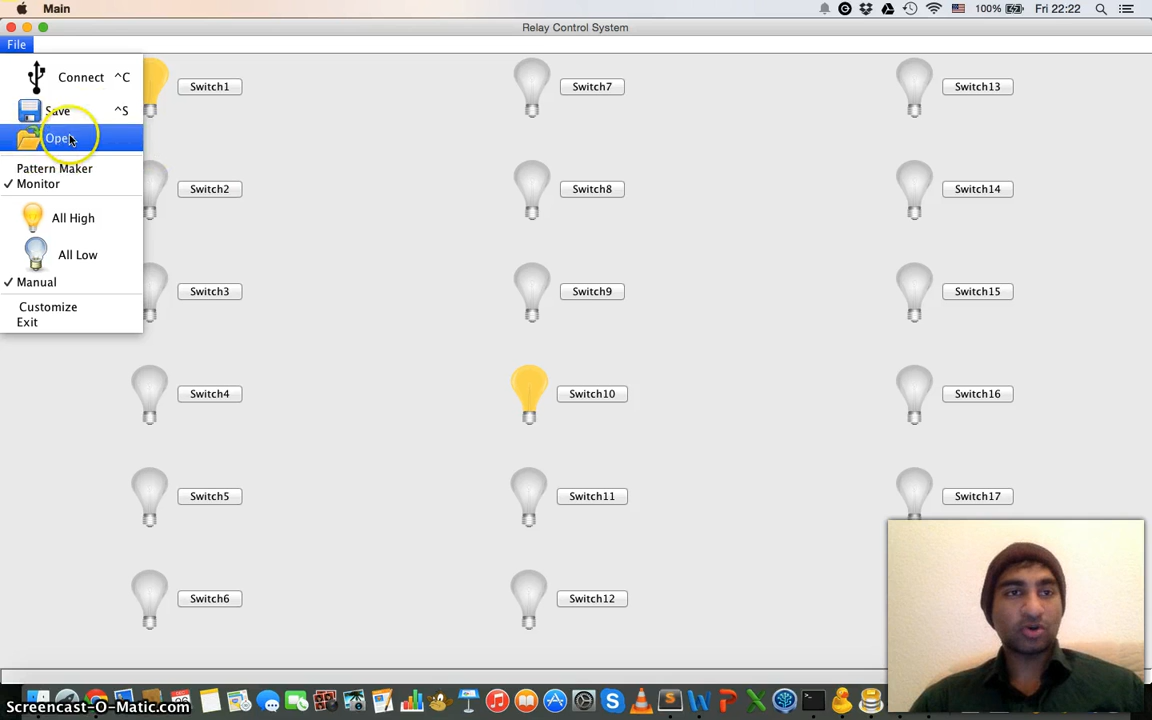 Main
100%
Fri 22:22
Relay Control System
File
Connect ^C
Save ^S
Open
Pattern Maker
✓ Monitor
All High
All Low
✓ Manual
Customize
Exit
Switch1
Switch2
Switch3
Switch4
Switch5
Switch6
Switch7
Switch8
Switch9
Switch10
Switch11
Switch12
Switch13
Switch14
Switch15
Switch16
Switch17
Screencast-O-Matic.com